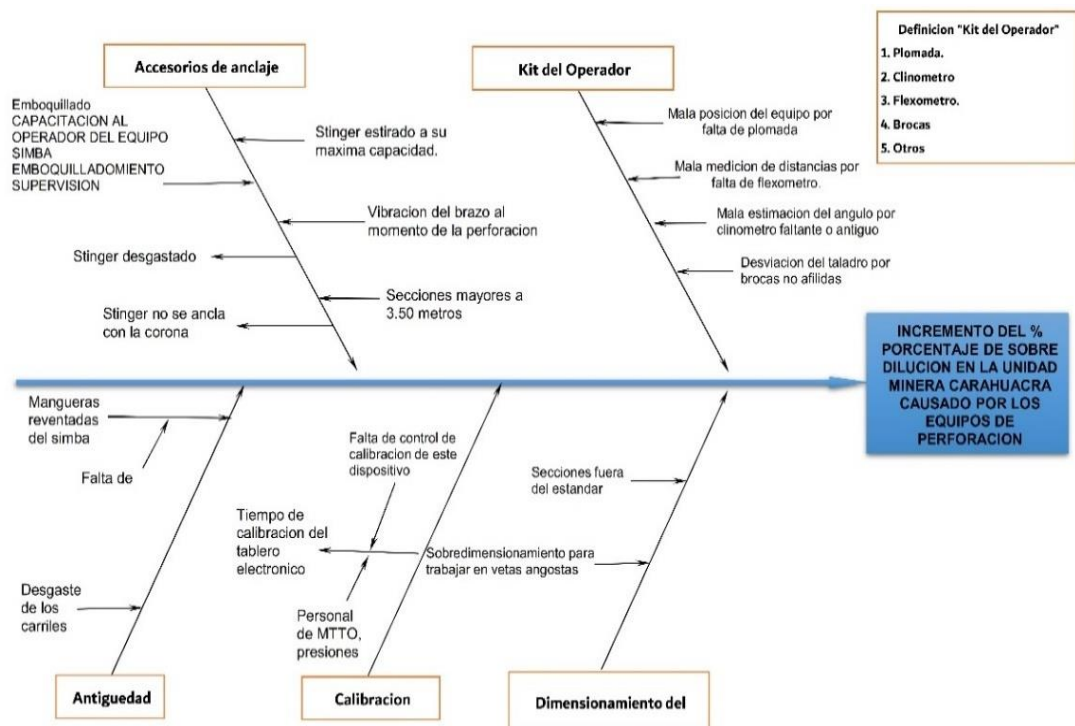 Accesorios de anclaje
Emboquillado
CAPACITACION AL
OPERADOR DEL EQUIPO
SIMBA
EMBOQUILLADOMIENTO
SUPERVISION
Stinger estirado a su
maxima capacidad.
Vibracion del brazo al
momento de la perforacion
Stinger desgastado
Secciones mayores a
3.50 metros
Stinger no se ancla
con la corona
Kit del Operador
Mala posicion del equipo por
falta de plomada
Mala medicion de distancias por
falta de flexometro.
Mala estimacion del angulo por
clinometro faltante o antiguo
Desviacion del taladro por
brocas no afilidas
Definicion "Kit del Operador"
1. Plomada.
2. Clinometro
3. Flexometro.
4. Brocas
5. Otros
INCREMENTO DEL %
PORCENTAJE DE SOBRE
DILUCION EN LA UNIDAD
MINERA CARAHUACRA
CAUSADO POR LOS
EQUIPOS DE
PERFORACION
Mangueras
reventadas
del simba
Falta de
Desgaste
de los
carriles
Antiguedad
Falta de control de
calibracion de este
dispositivo
Tiempo de
calibracion del
tablero
electronico
Personal
de MTTO,
presiones
Calibracion
Secciones fuera
del estandar
Sobredimensionamiento para
trabajar en vetas angostas
Dimensionamiento del